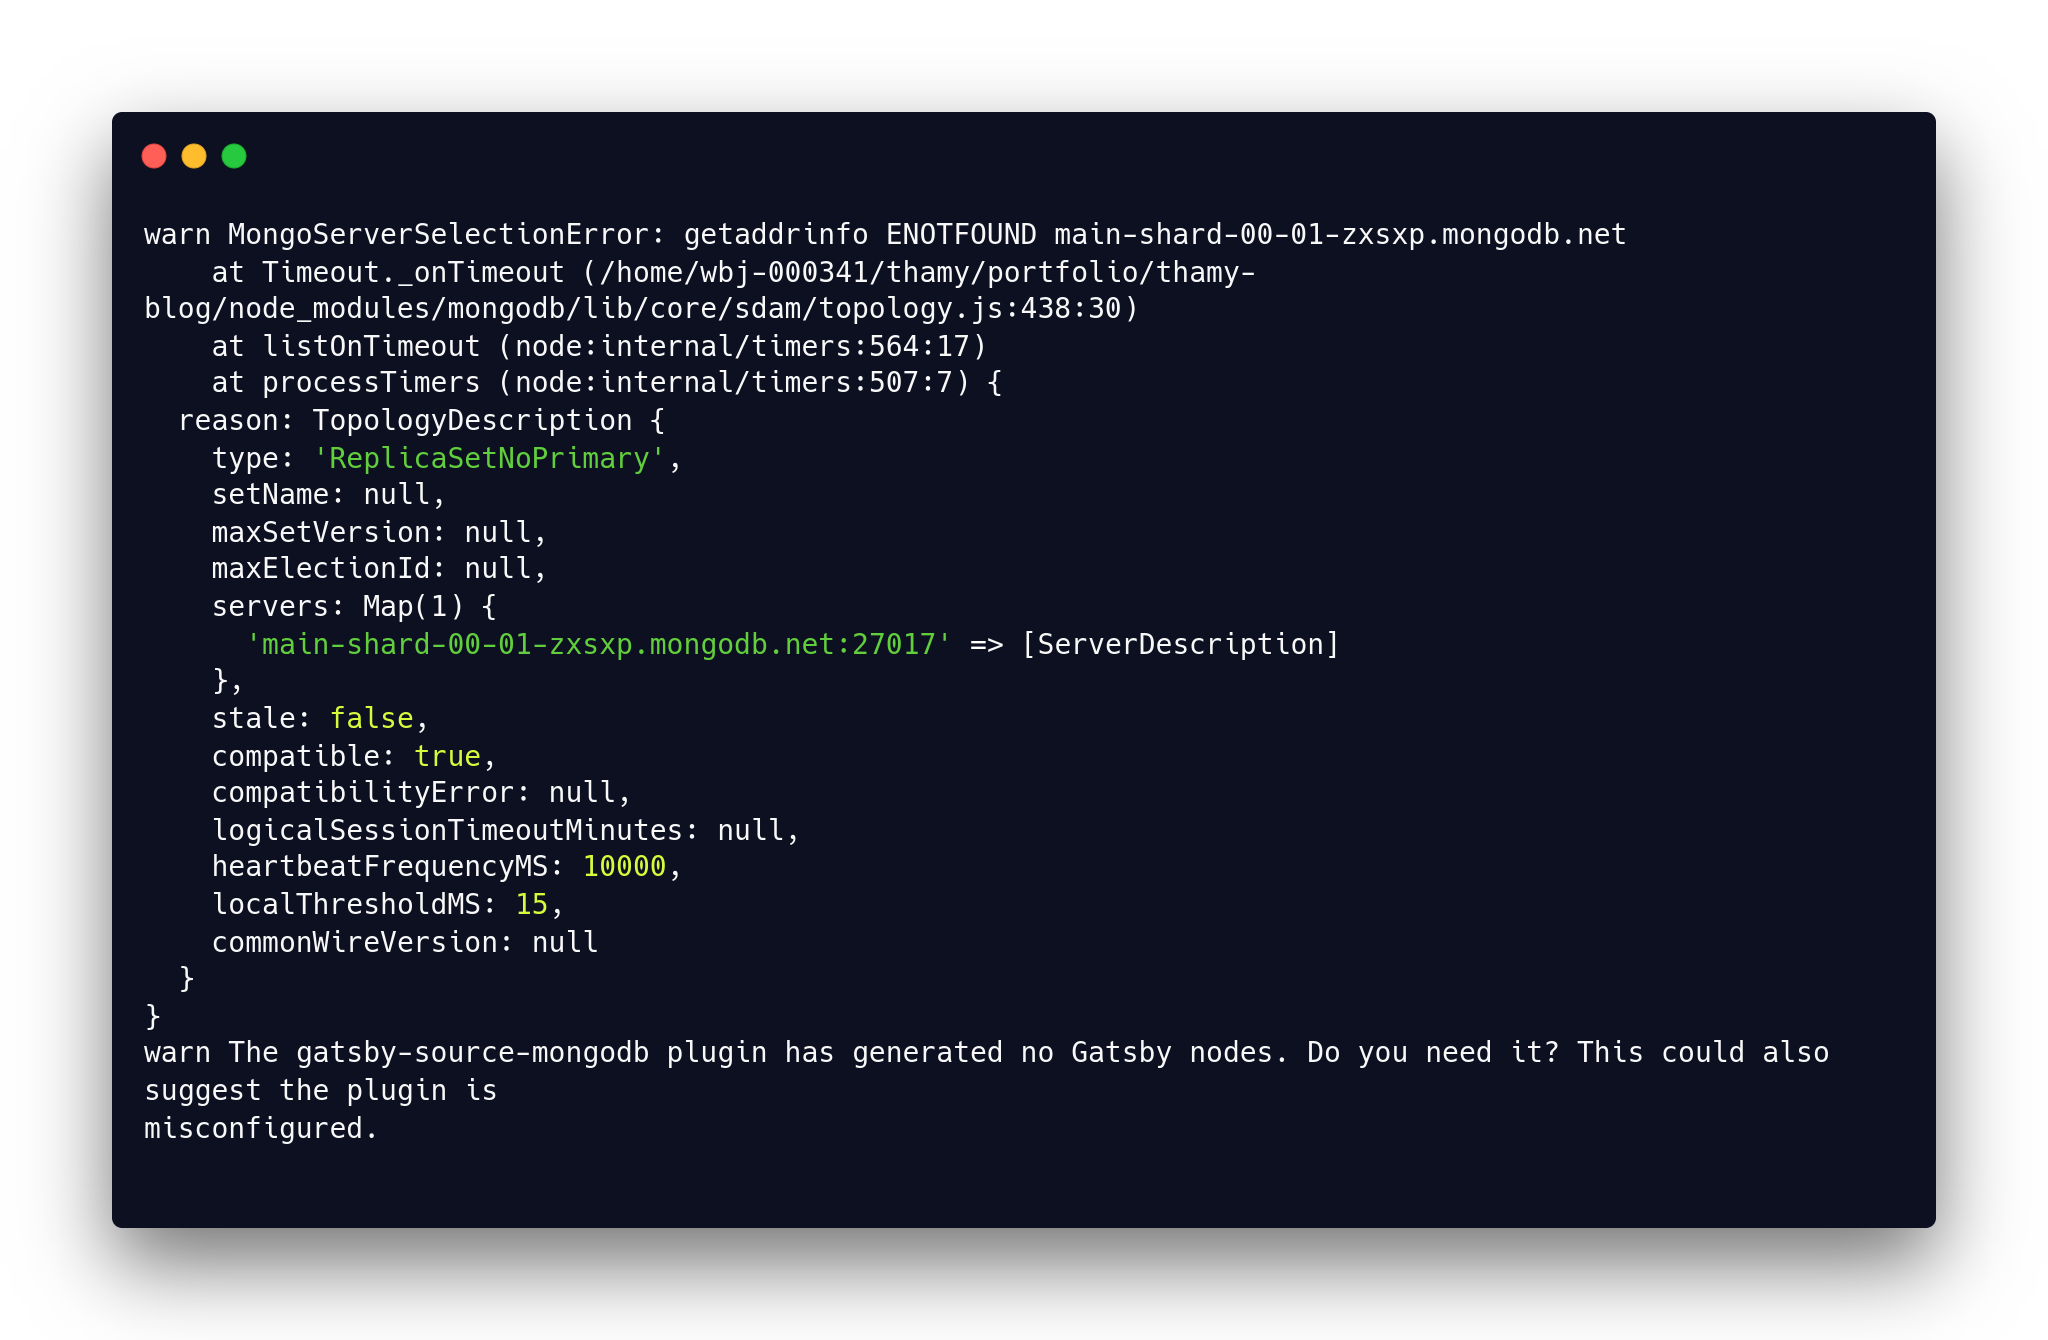 warn MongoServerSelectionError: getaddrinfo ENOTFOUND main-shard-00-01-zxsxp.mongodb.net
    at Timeout._onTimeout (/home/wbj-000341/thamy/portfolio/thamy-
blog/node_modules/mongodb/lib/core/sdam/topology.js:438:30)
    at listOnTimeout (node:internal/timers:564:17)
    at processTimers (node:internal/timers:507:7) {
  reason: TopologyDescription {
    type: 'ReplicaSetNoPrimary',
    setName: null,
    maxSetVersion: null,
    maxElectionId: null,
    servers: Map(1) {
      'main-shard-00-01-zxsxp.mongodb.net:27017' => [ServerDescription]
    },
    stale: false,
    compatible: true,
    compatibilityError: null,
    logicalSessionTimeoutMinutes: null,
    heartbeatFrequencyMS: 10000,
    localThresholdMS: 15,
    commonWireVersion: null
  }
}
warn The gatsby-source-mongodb plugin has generated no Gatsby nodes. Do you need it? This could also
suggest the plugin is
misconfigured.